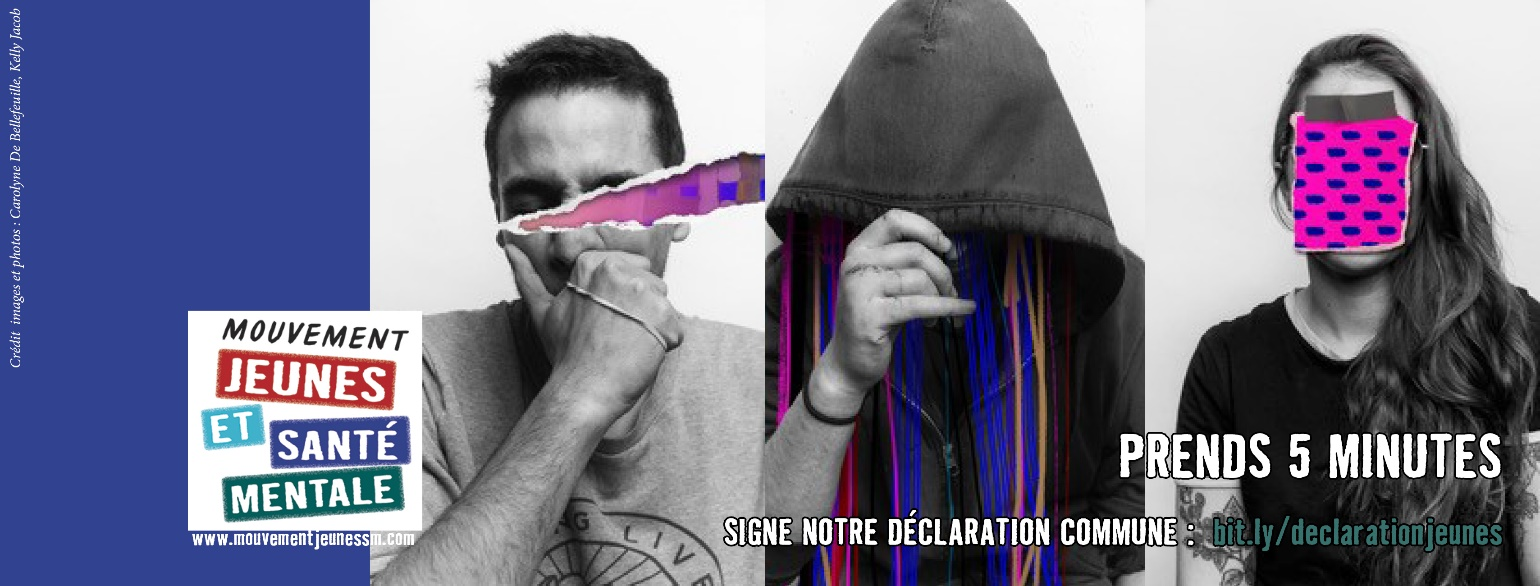 Crédit images et photos : Carolyne De Bellefeuille, Kelly Jacob
MOUVEMENT
JEUNES
ET SANTÉ
MENTALE
www.mouvementjeunessm.com
LIVE
PRENDS 5 MINUTES
SIGNE NOTRE DÉCLARATION COMMUNE : bit.ly/declarationjeunes